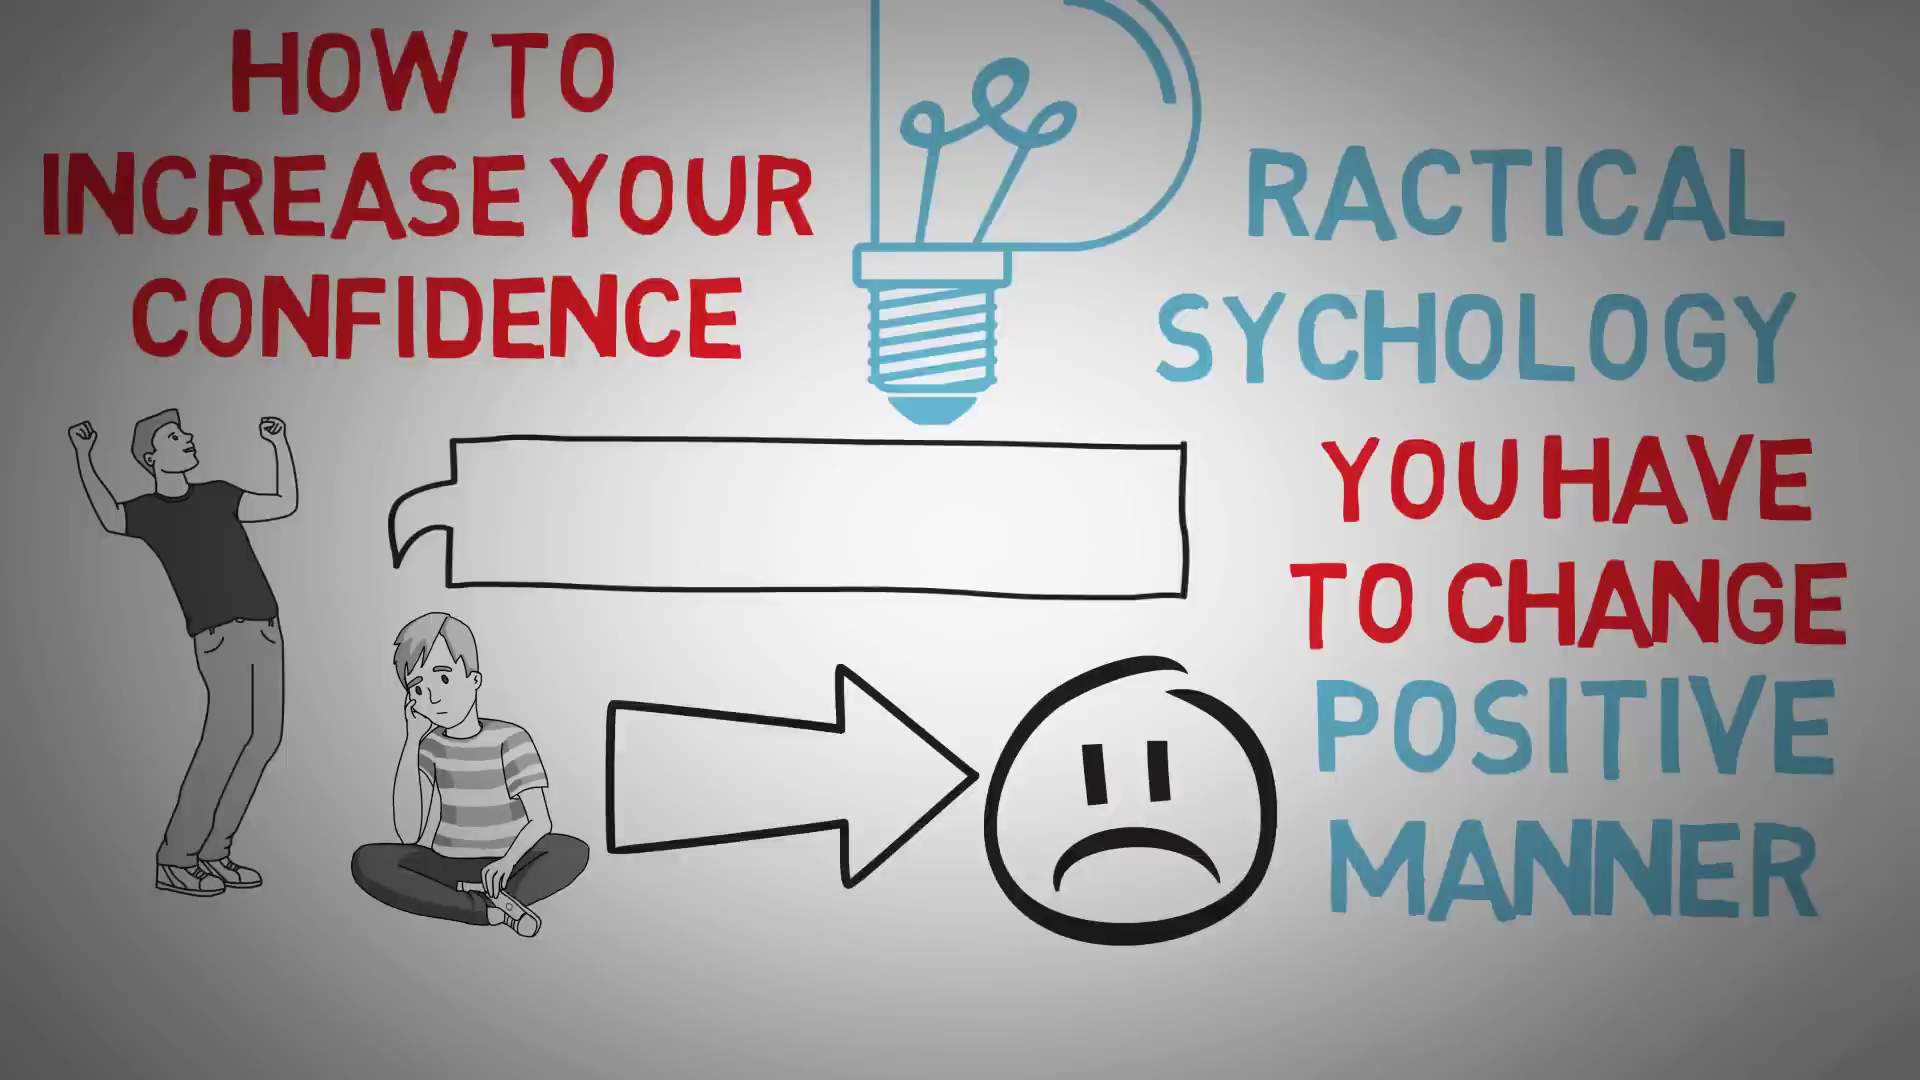 HOW TO
INCREASE YOUR
CONFIDENCE
RACTICAL
SYCHOLOGY
YOU HAVE
TO CHANGE
POSITIVE
MANNER